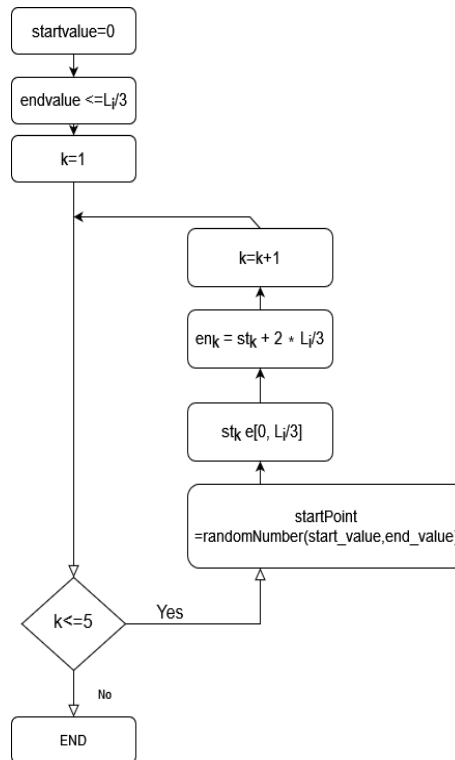 startvalue=0
endvalue <=Li/3
k=1
k=k+1
enk = stk + 2 * Li/3
stk e[0, Li/3]
startPoint
=randomNumber(start_value,end_value)
k<=5
Yes
No
END